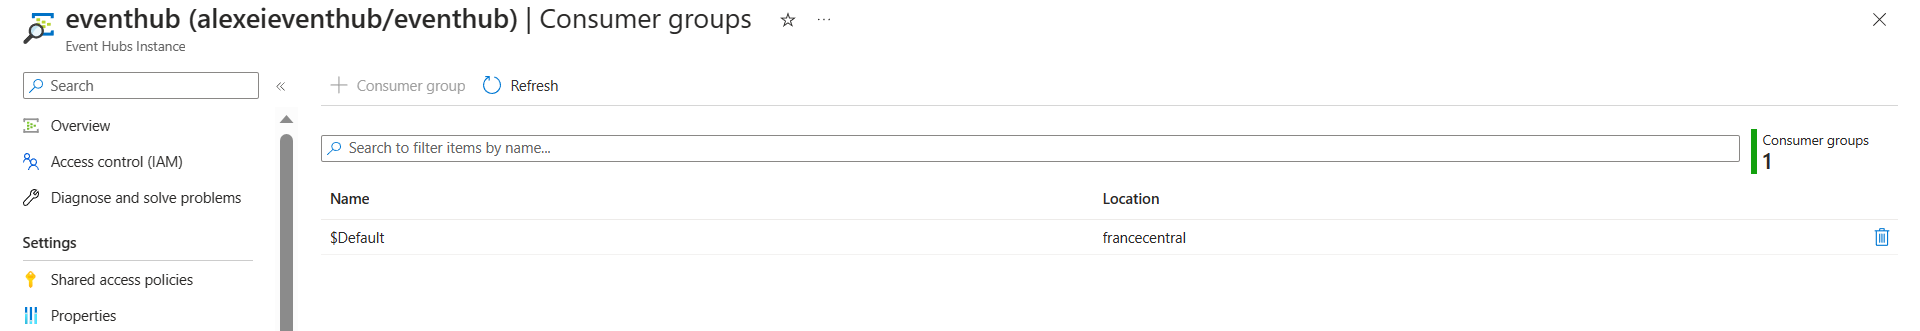 eventhub (alexeieventhub/eventhub) | Consumer groups
Event Hubs Instance
Search
Overview
Access control (IAM)
Diagnose and solve problems
Settings
Shared access policies
Properties
Consumer group
Refresh
Search to filter items by name...
Consumer groups
1
Name Location
$Default francecentral